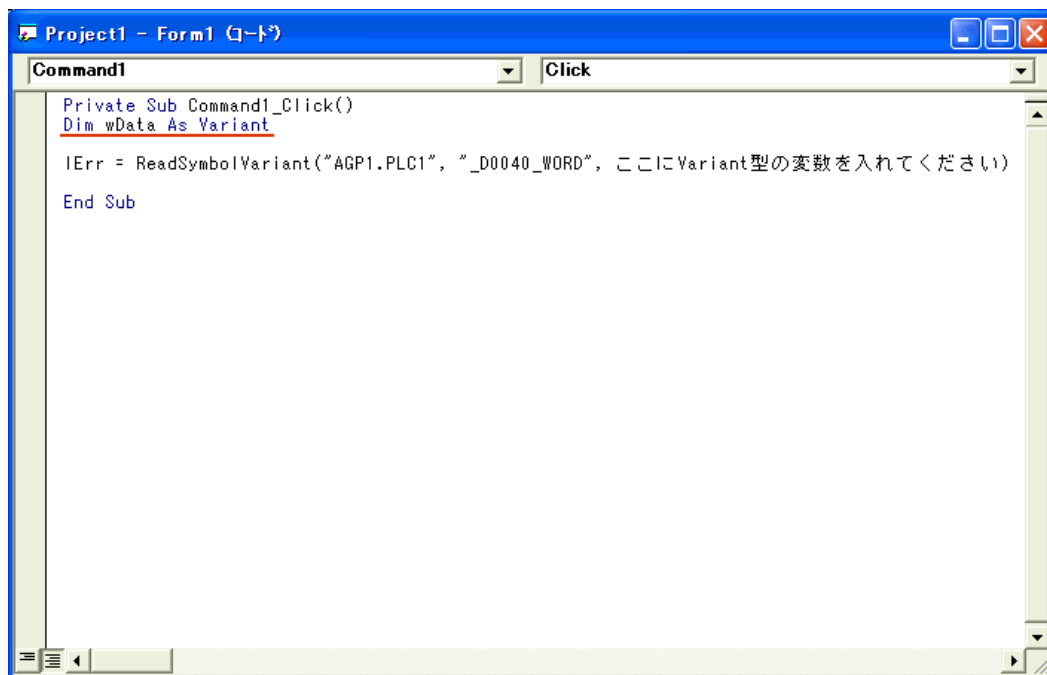 Project1 - Form1 (コード)
Command1
Click
Private Sub Command1_Click()
Dim wData As Variant
lErr = ReadSymbolVariant("AGP1.PLC1", "_D0040_WORD", ここにVariant型の変数を入れてください)
End Sub